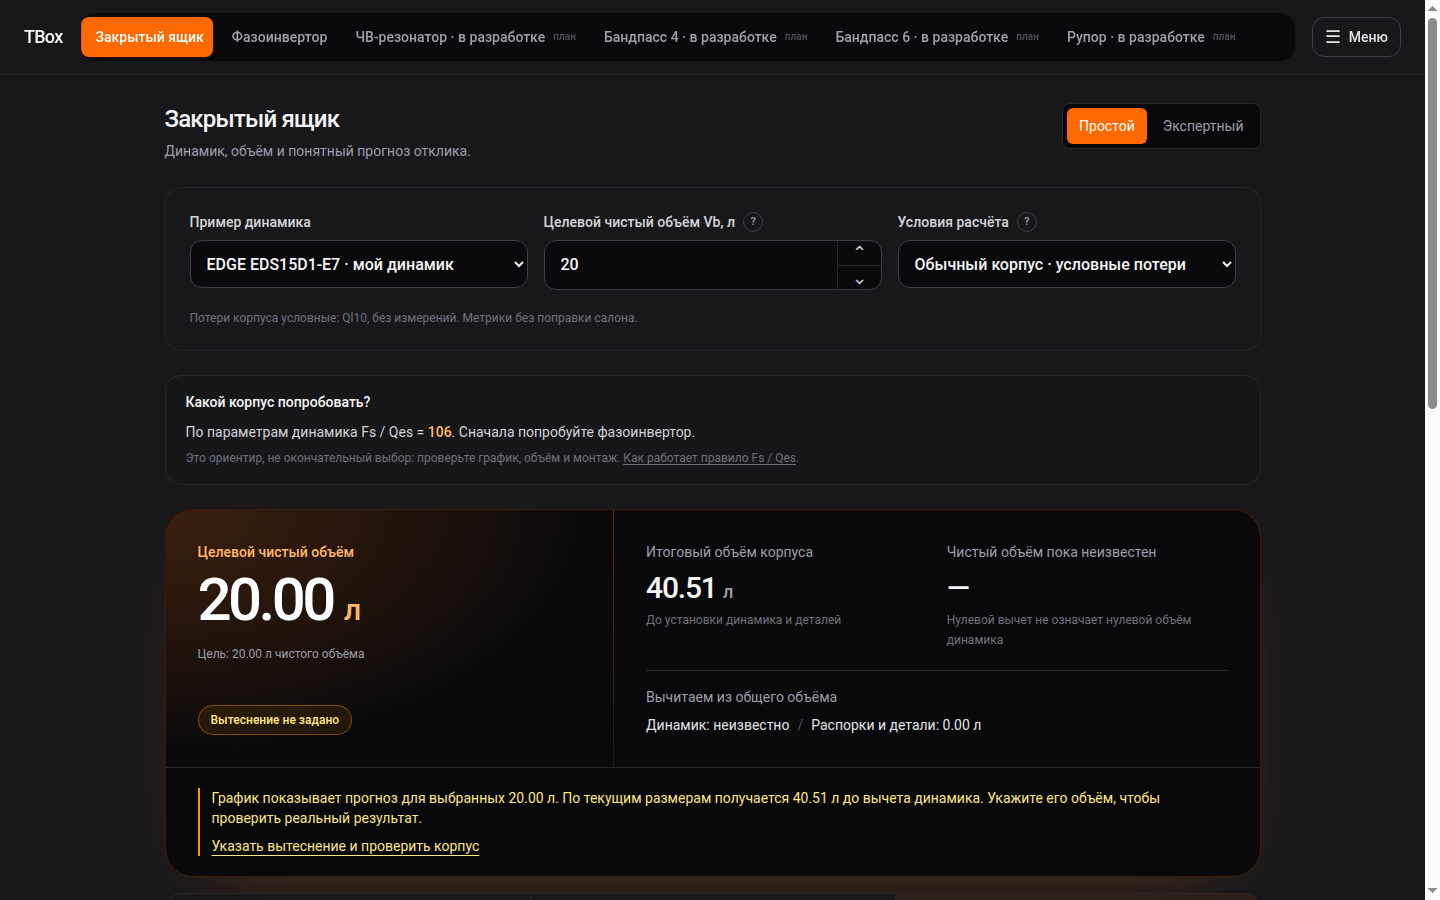 TBox
Закрытый ящик
Фазоинвертор
ЧВ-резонатор · в разработке план
Бандпасс 4 · в разработке план
Бандпасс 6 · в разработке план
Рупор · в разработке план
☰ Меню
Закрытый ящик
Динамик, объём и понятный прогноз отклика.
Простой
Экспертный
Пример динамика
EDGE EDS15D1-E7 · мой динамик
Целевой чистый объём Vb, л ?
20
Условия расчёта ?
Обычный корпус · условные потери
Потери корпуса условные: Ql10, без измерений. Метрики без поправки салона.
Какой корпус попробовать?
По параметрам динамика Fs / Qes = 106. Сначала попробуйте фазоинвертор.
Это ориентир, не окончательный выбор: проверьте график, объём и монтаж. Как работает правило Fs / Qes.
Целевой чистый объём
20.00 л
Цель: 20.00 л чистого объёма
Вытеснение не задано
Итоговый объём корпуса
40.51 л
До установки динамика и деталей
Чистый объём пока неизвестен
—
Нулевой вычет не означает нулевой объём
динамика
Вычитаем из общего объёма
Динамик: неизвестно / Распорки и детали: 0.00 л
График показывает прогноз для выбранных 20.00 л. По текущим размерам получается 40.51 л до вычета динамика. Укажите его объём, чтобы
проверить реальный результат.
Указать вытеснение и проверить корпус